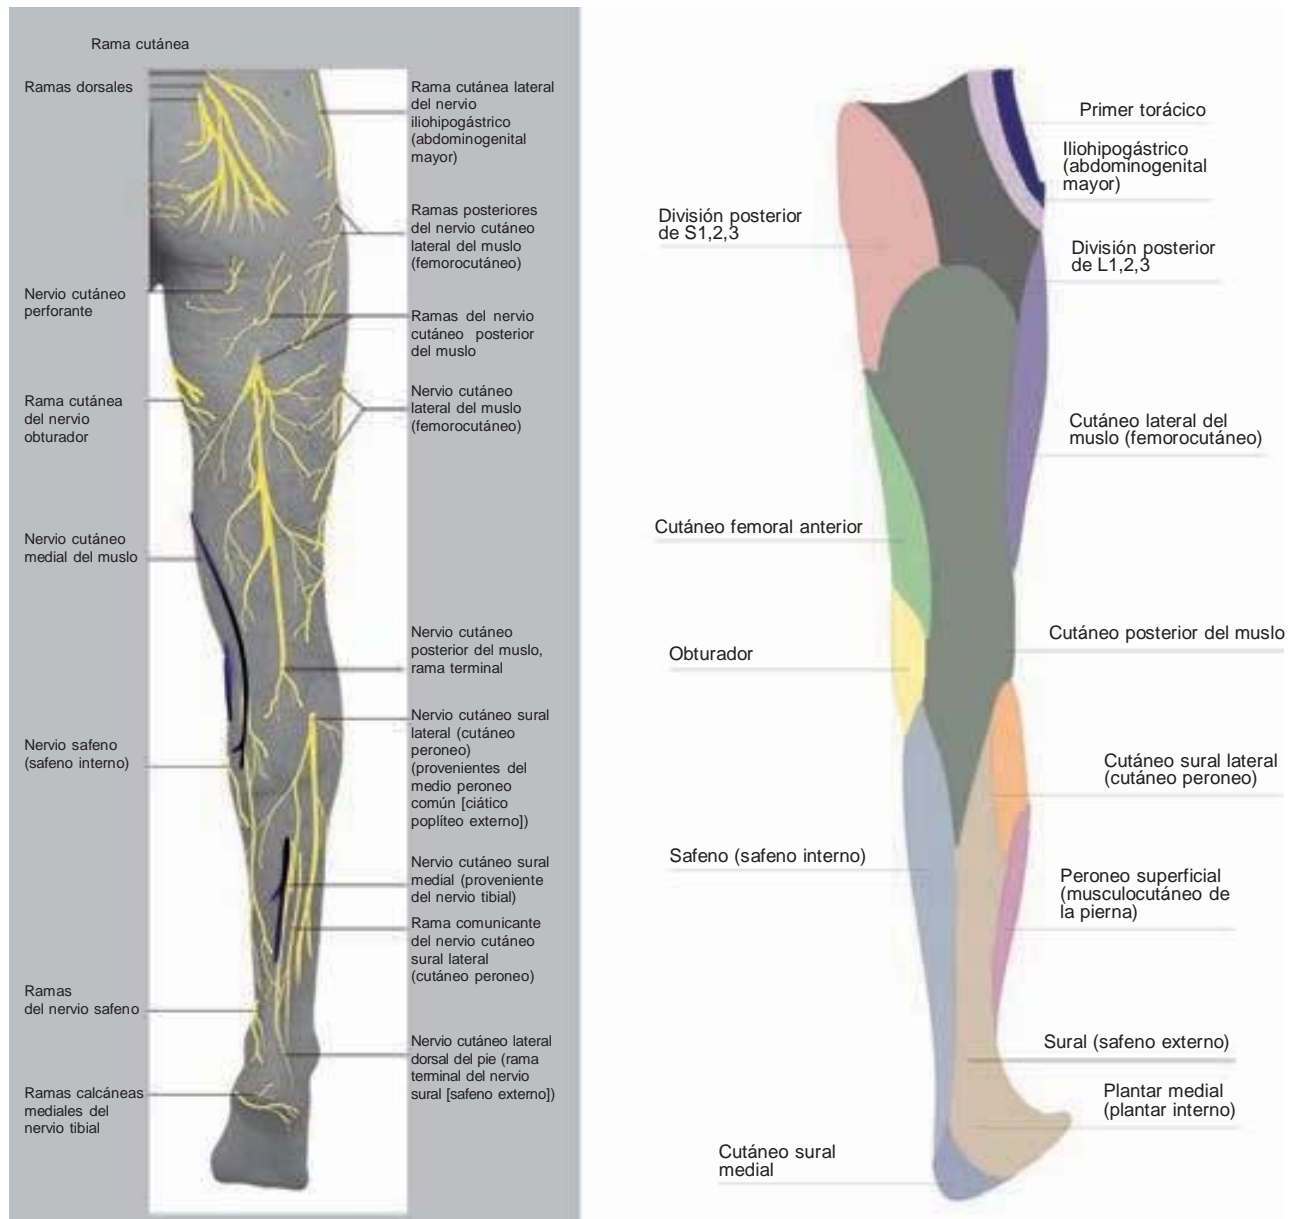 Rama cutánea
Ramas dorsales
Nervio cutáneo
perforante
Rama cutánea
del nervio
obturador
Nervio cutáneo
medial del muslo
Nervio safeno
(safeno interno)
Ramas
del nervio safeno
Ramas calcáneas
mediales del
nervio tibial
Rama cutánea lateral
del nervio
iliohipogástrico
(abdominogenital
mayor)
Ramas posteriores
del nervio cutáneo
lateral del muslo
(femorocutáneo)
Ramas del nervio
cutáneo posterior
del muslo
Nervio cutáneo
lateral del muslo
(femorocutáneo)
Nervio cutáneo
posterior del muslo,
rama terminal
Nervio cutáneo sural
lateral (cutáneo
peroneo)
(provenientes del
medio peroneo
común [ciático
poplíteo externo])
Nervio cutáneo sural
medial (proveniente
del nervio tibial)
Rama comunicante
del nervio cutáneo
sural lateral
(cutáneo peroneo)
Nervio cutáneo lateral
dorsal del pie (rama
terminal del nervio
sural [safeno externo])
División posterior
de S1,2,3
Cutáneo femoral anterior
Obturador
Safeno (safeno interno)
Cutáneo sural
medial
Primer torácico
Iliohipogástrico
(abdominogenital
mayor)
División posterior
de L1,2,3
Cutáneo lateral del
muslo (femorocutáneo)
Cutáneo posterior del muslo
Cutáneo sural lateral
(cutáneo peroneo)
Peroneo superficial
(musculocutáneo de
la pierna)
Sural (safeno externo)
Plantar medial
(plantar interno)